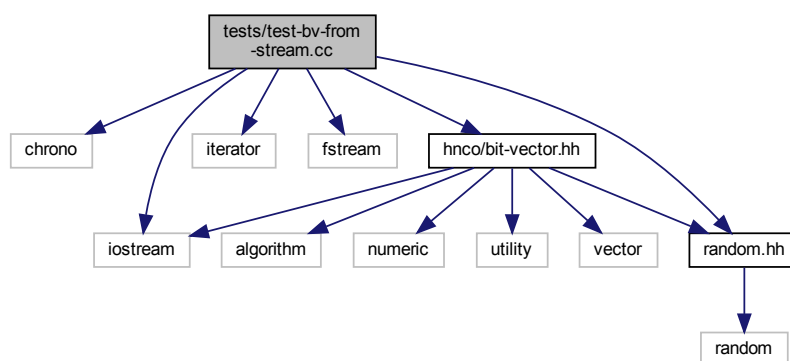 tests/test-bv-from
-stream.cc
chrono
iterator
fstream
hnco/bit-vector.hh
iostream
algorithm
numeric
utility
vector
random.hh
random